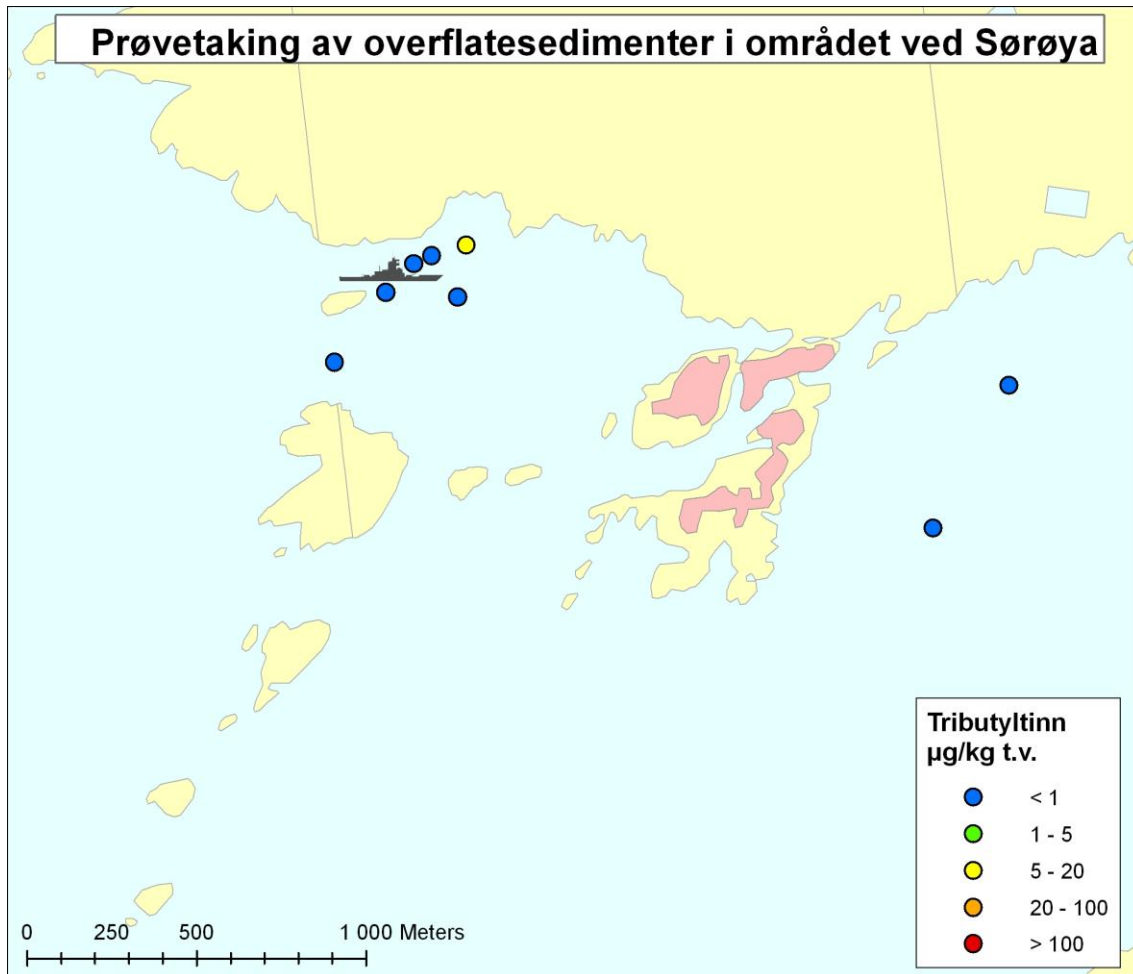 Prøvetaking av overflatesedimenter i området ved Sørøya
Tributyltinn
µg/kg t.v.
< 1
1 - 5
5 - 20
20 - 100
> 100
0 250 500 1 000 Meters